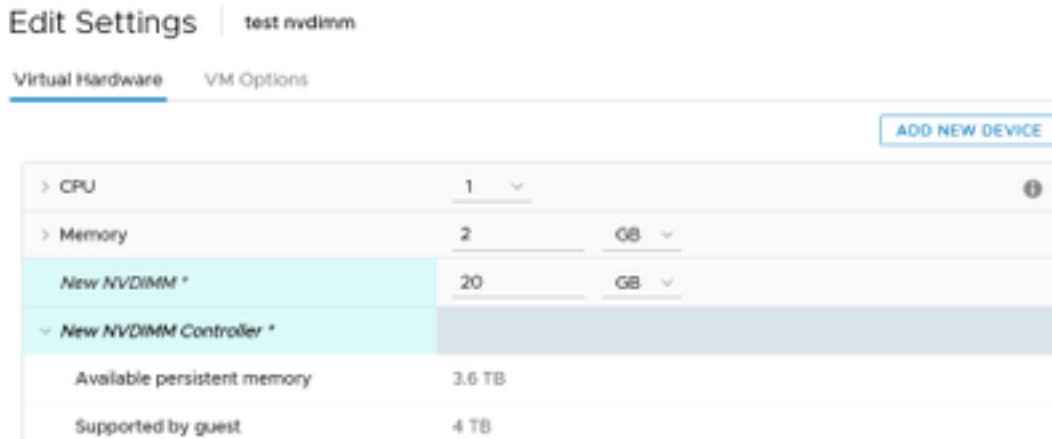 Edit Settings test nvdimm
Virtual Hardware VM Options
ADD NEW DEVICE
CPU 1
Memory 2 GB
New NVDIMM * 20 GB
New NVDIMM Controller *
Available persistent memory 3.6 TB
Supported by guest 4 TB